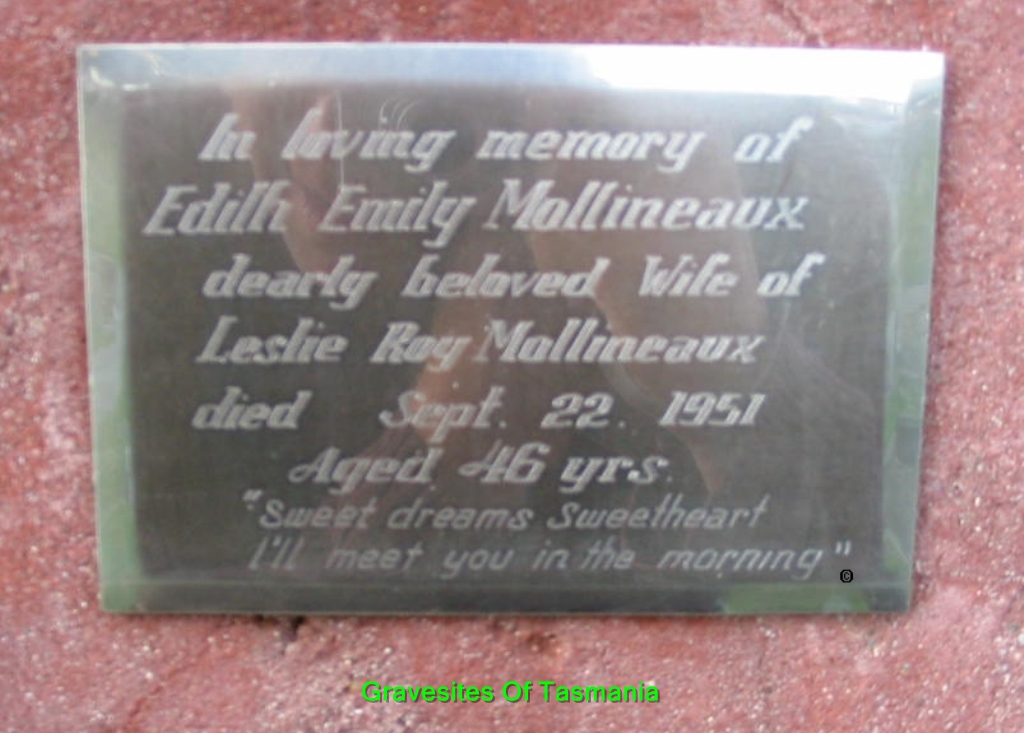 In loving memory of
Edith Emily Mollineaux
dearly beloved Wife of
Leslie Roy Mollineaux
died Sept. 22. 1951
Aged 46 yrs.
"Sweet dreams Sweetheart
I'll meet you in the morning"
©
Gravesites Of Tasmania